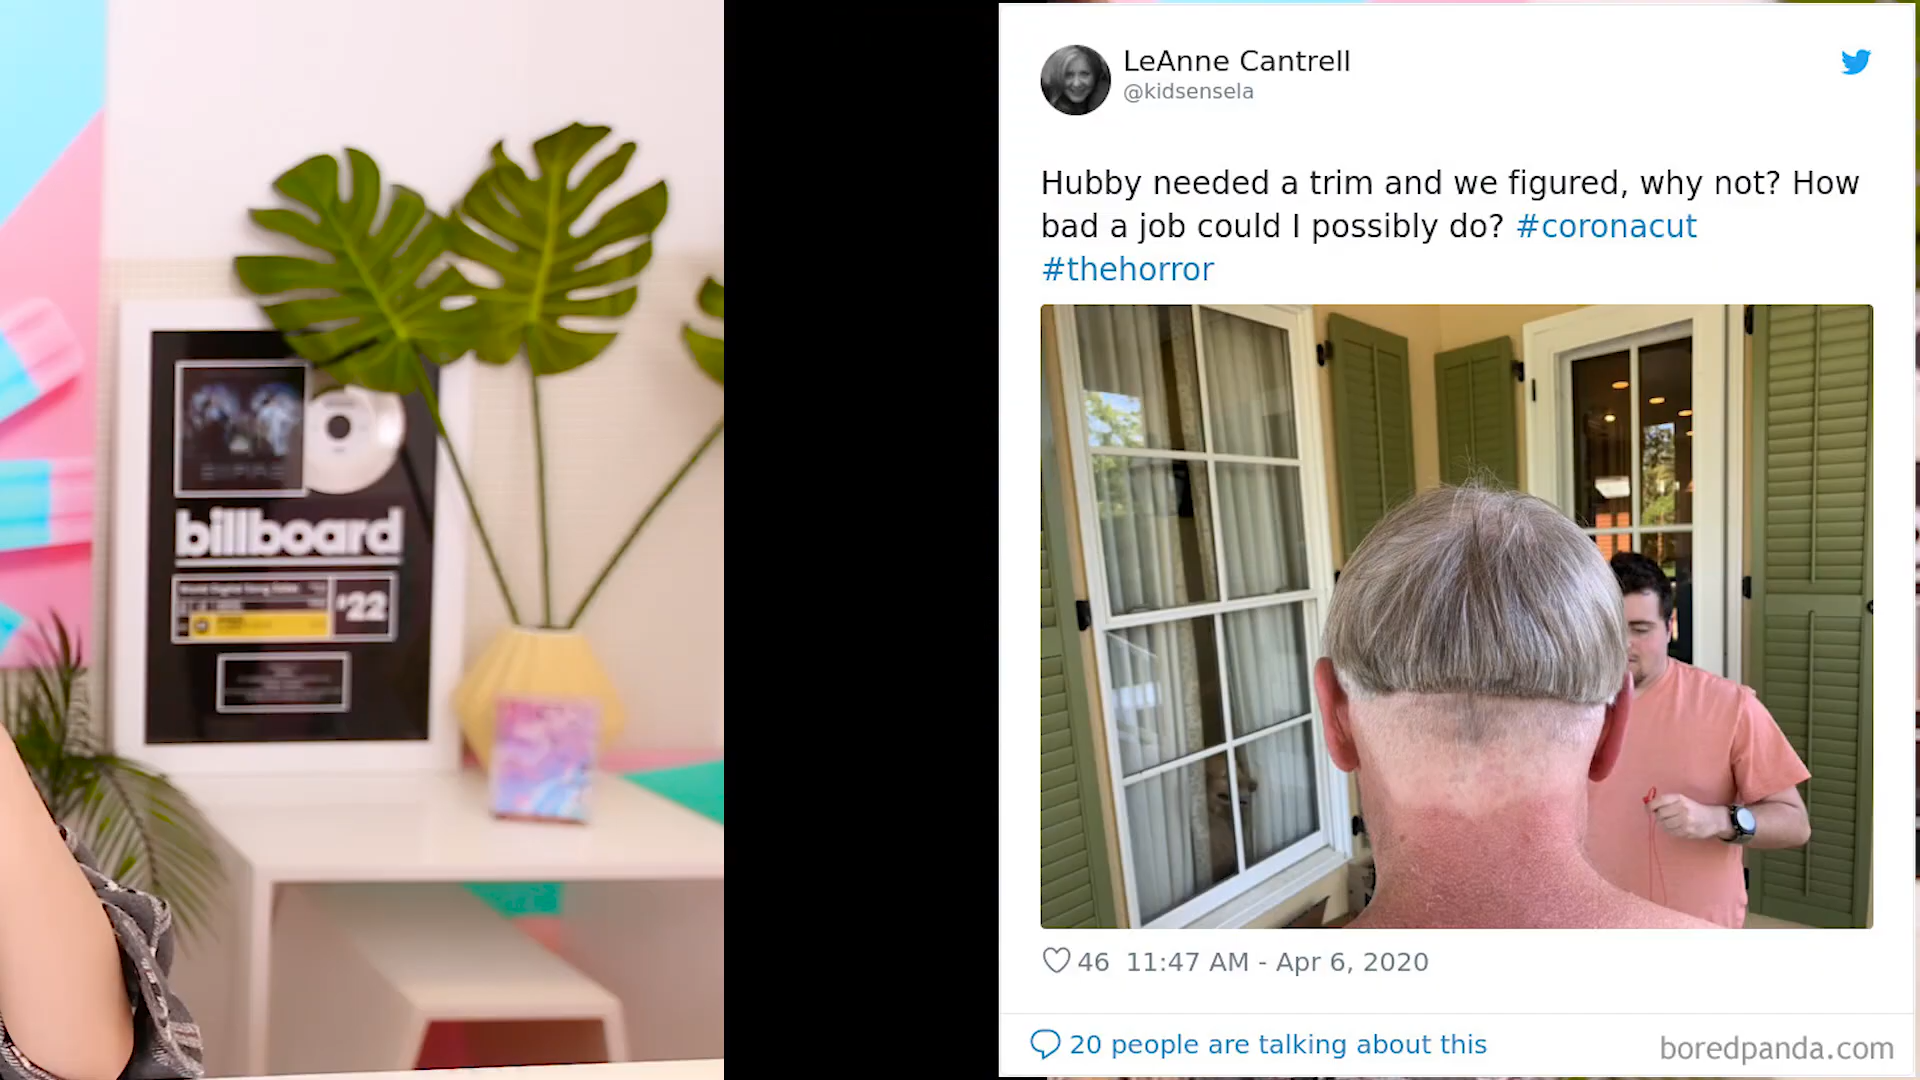 billboard
#22
LeAnne Cantrell
@kidsensela
Hubby needed a trim and we figured, why not? How
bad a job could I possibly do? #coronacut
#thehorror
46 11:47 AM - Apr 6, 2020
20 people are talking about this
boredpanda.com